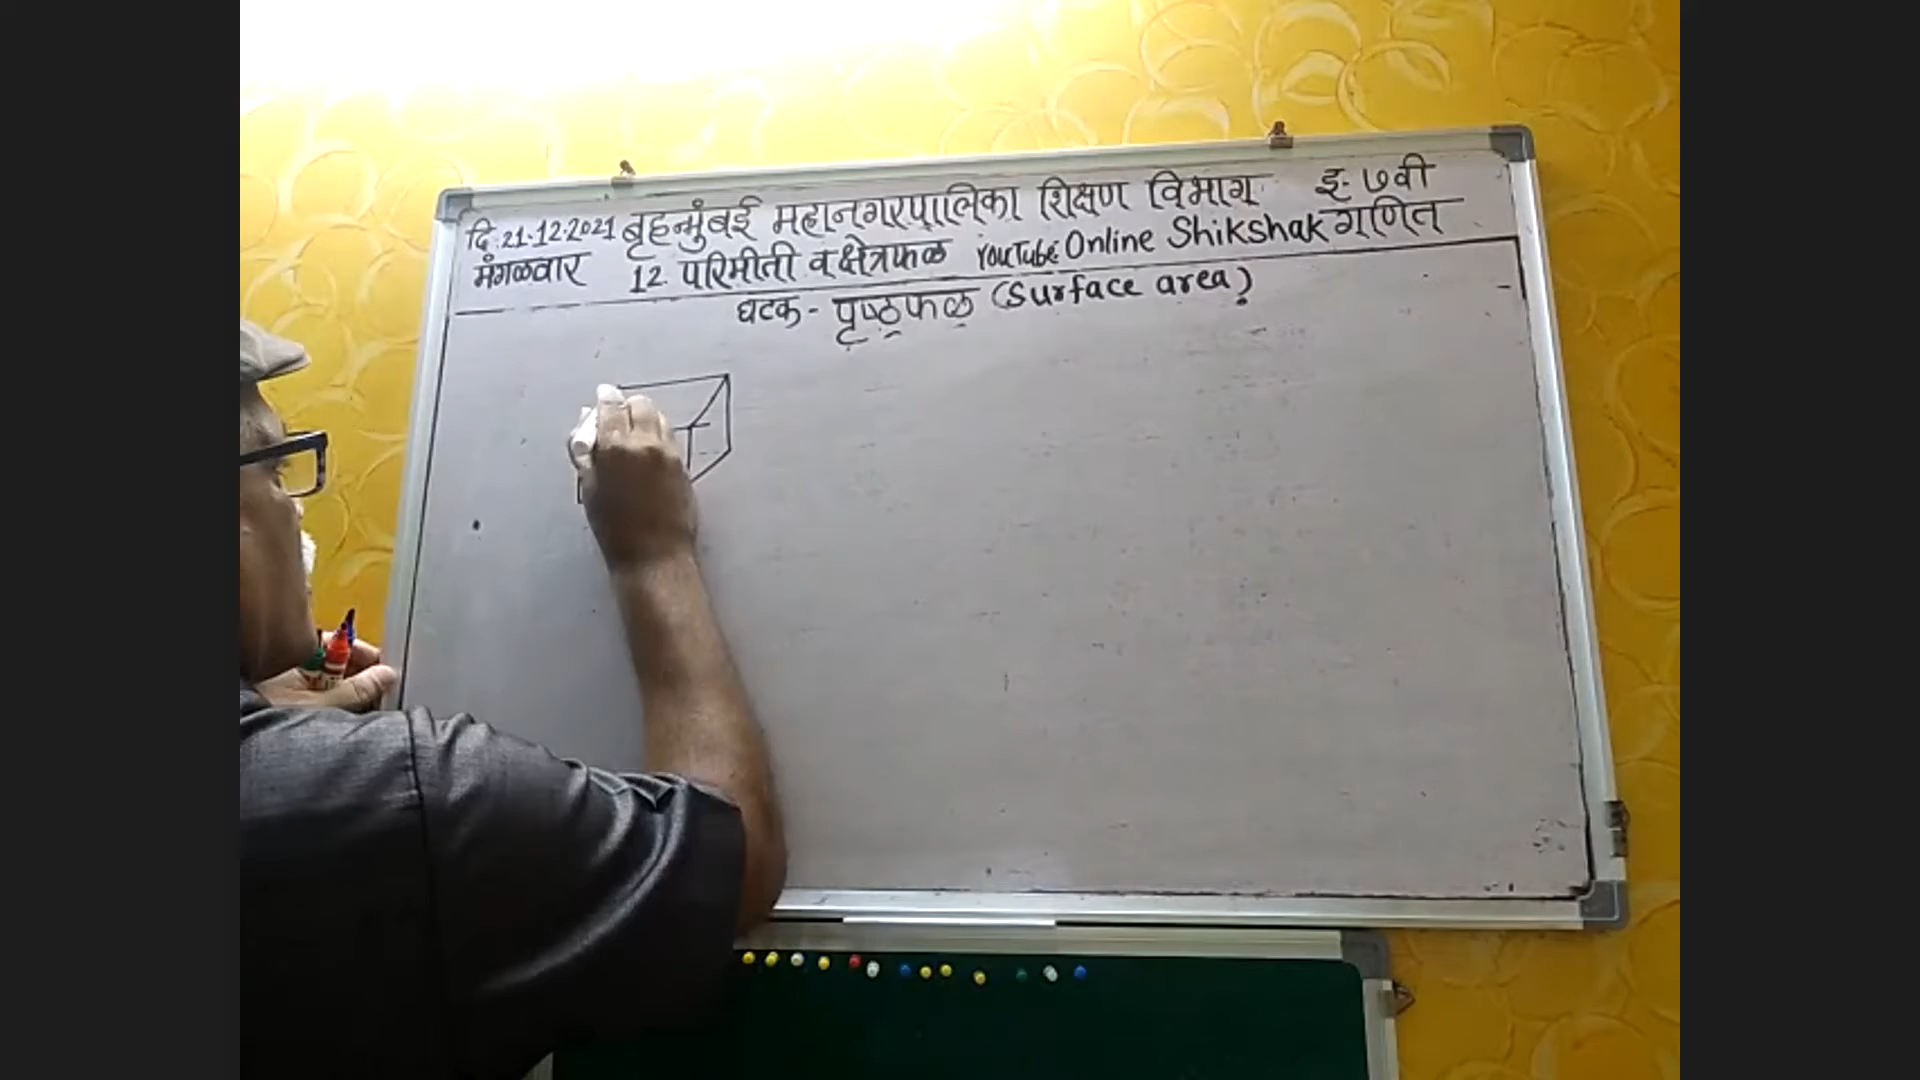 दि. 21.12.2021 बृहन्मुंबई महानगरपालिका शिक्षण विभाग इ. ७वी
मंगळवार 12. परिमीती व क्षेत्रफळ YouTube: Online Shikshak गणित
घटक - पृष्ठफळ (Surface area)